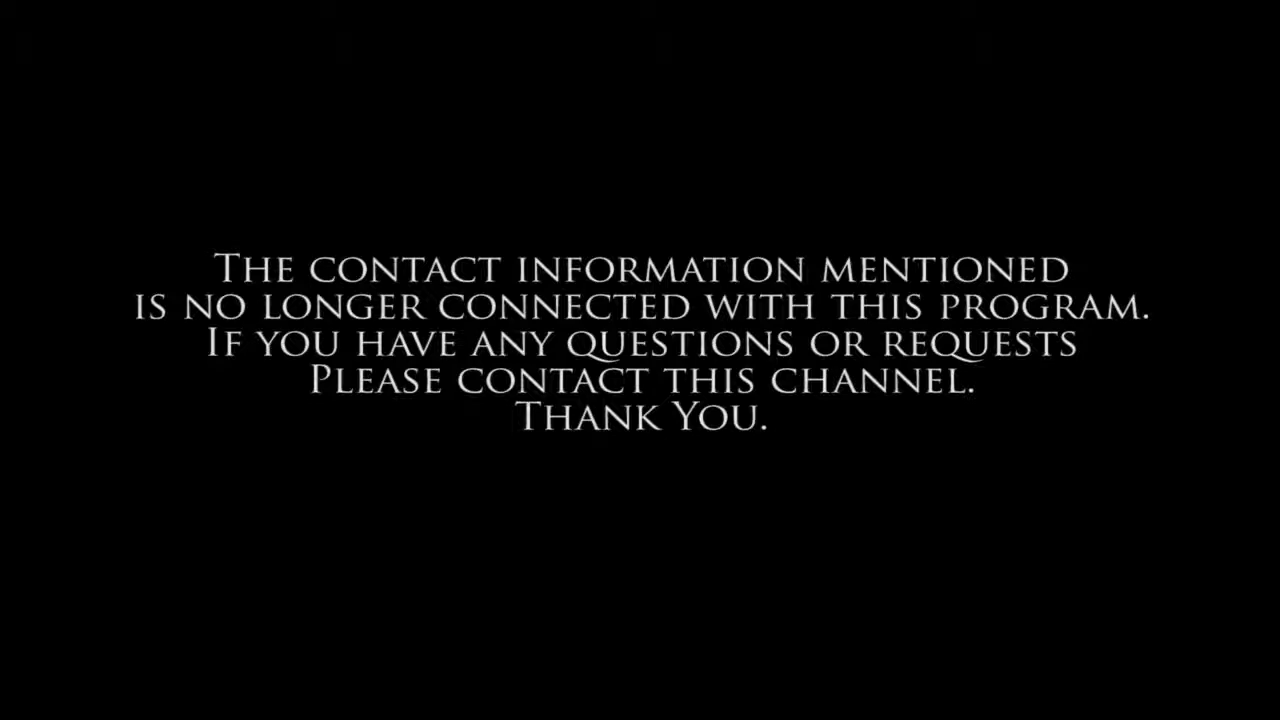 The contact information mentioned
is no longer connected with this program.
If you have any questions or requests
Please contact this channel.
Thank You.